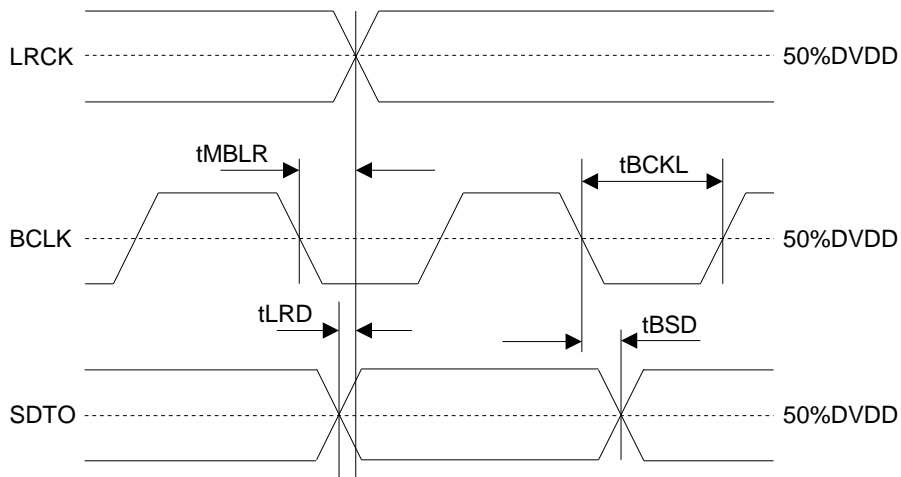 LRCK
50%DVDD
tMBLR
tBCKL
BCLK
50%DVDD
tLRD
tBSD
SDTO
50%DVDD